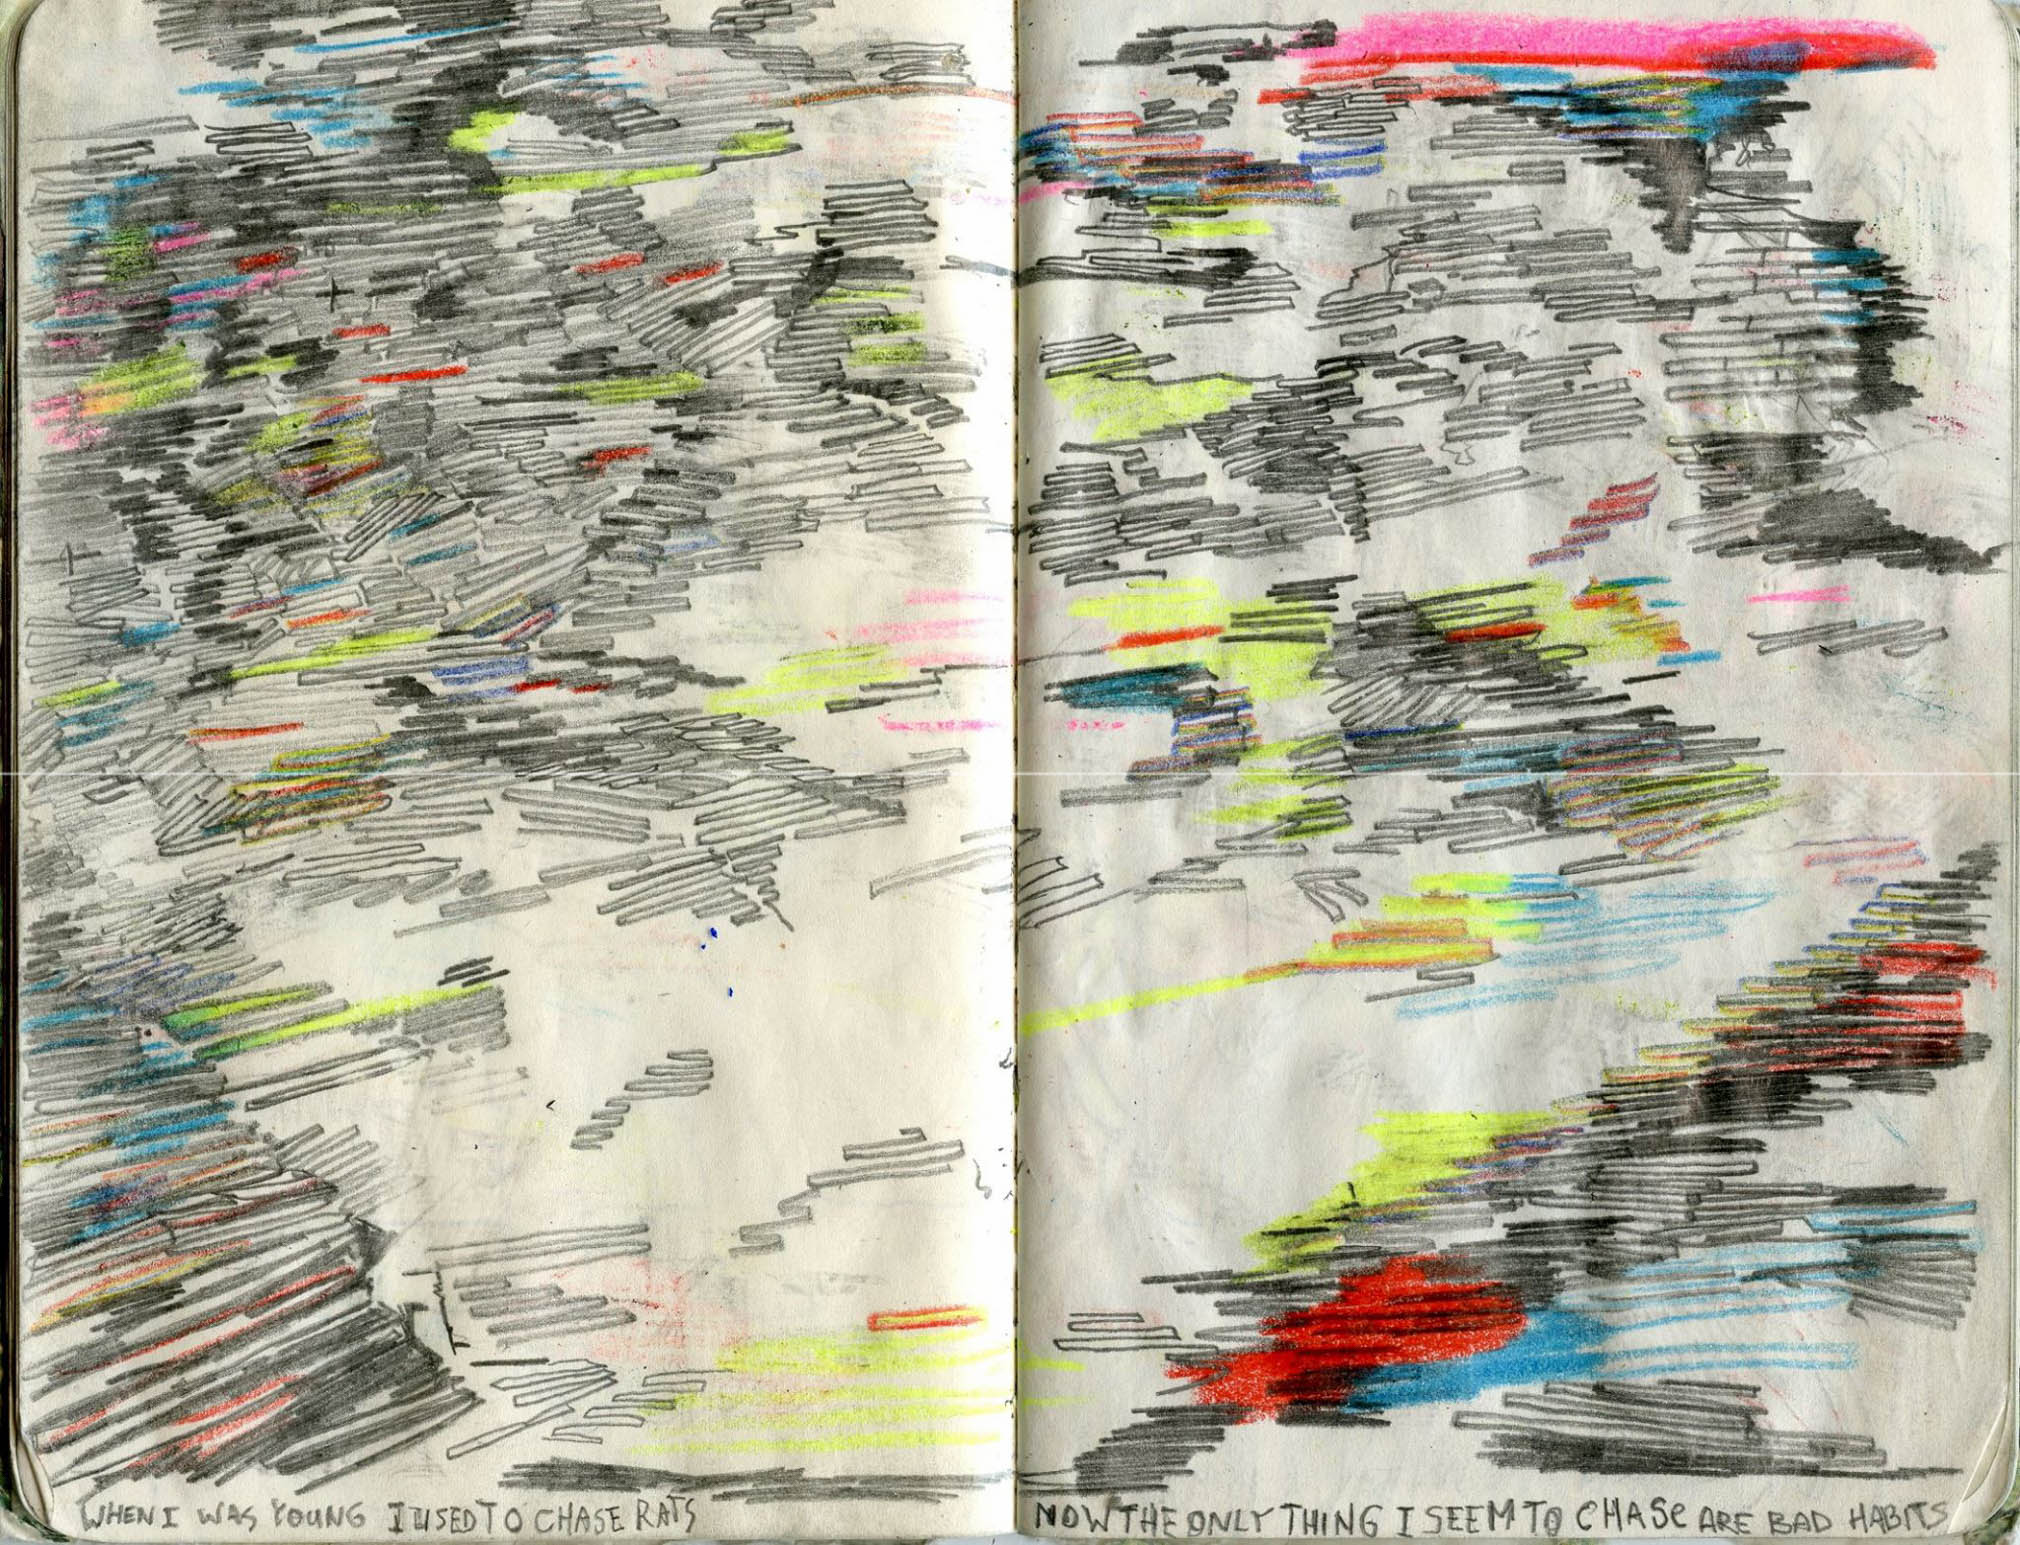 WHEN I WAS YOUNG I USED TO CHASE RATS
NOW THE ONLY THING I SEEM TO CHASE ARE BAD HABITS